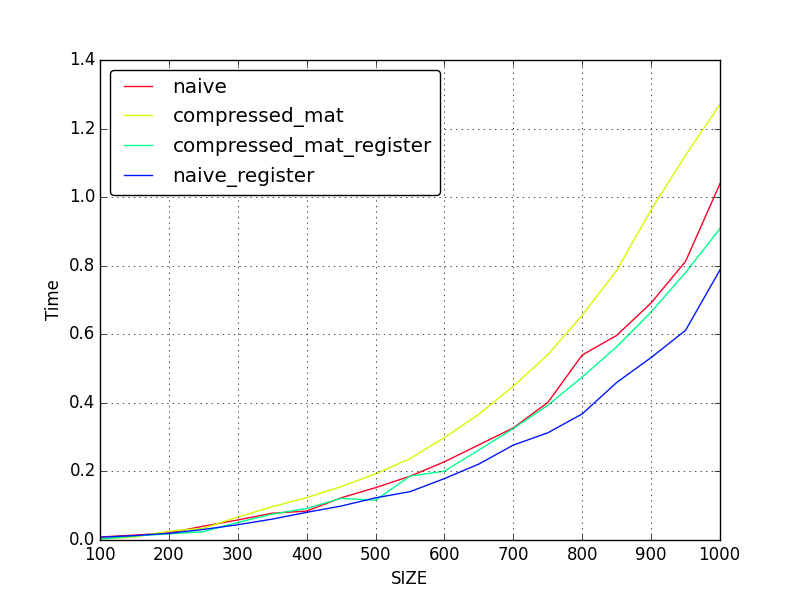 1.4
1.2
1.0
0.8
0.6
0.4
0.2
0.0
Time
naive
compressed_mat
compressed_mat_register
naive_register
100 200 300 400 500 600 700 800 900 1000
SIZE